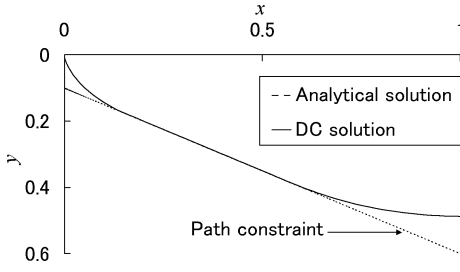 x
0
0.5
0
0.2
y
0.4
0.6
Analytical solution
DC solution
Path constraint